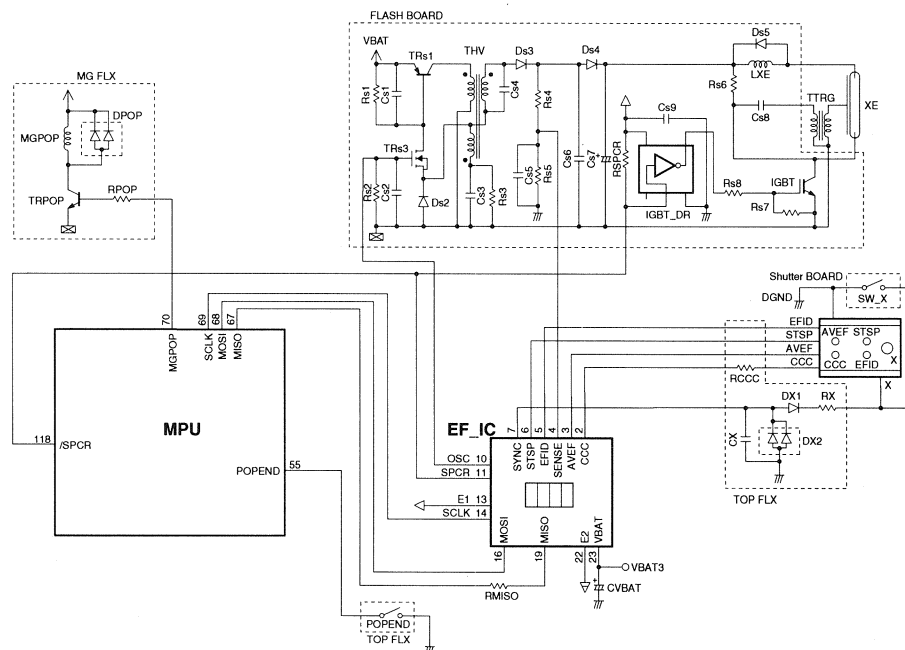 FLASH BOARD
VBAT
TRs1
THV
Ds3
Ds4
Ds5
LXE
Rs6
XE
TTRG
Cs8
Rs1
Cs1
Cs4
Rs4
Cs9
MG FLX
DPOP
MGPOP
TRPOP
RPOP
TRs3
Rs2
Cs2
Ds2
Cs3
Rs3
Cs5
Rs5
Cs6
Cs7
RSPCR
IGBT_DR
Rs8
Rs7
IGBT
Shutter BOARD
DGND
SW_X
EFID
STSP
AVEF
CCC
AVEF STSP
X
CCC EFID
X
RCCC
DX1
RX
CX
DX2
TOP FLX
70
69
68
67
MGPOP
SCLK
MOSI
MISO
MPU
118
/SPCR
POPEND
55
EF_IC
7
6
5
4
3
2
SYNC
STSP
EFID
SENSE
AVEF
CCC
OSC 10
SPCR 11
E1 13
SCLK 14
MOSI
MISO
E2
VBAT
16
19
22
23
VBAT3
CVBAT
RMISO
POPEND
TOP FLX